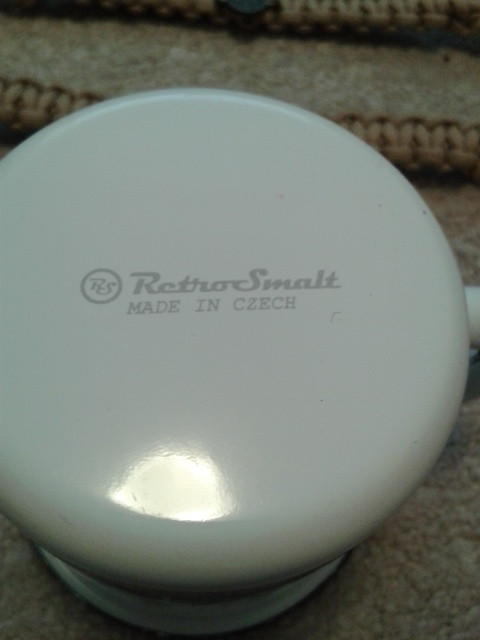 RS RetroSmalt
MADE IN CZECH